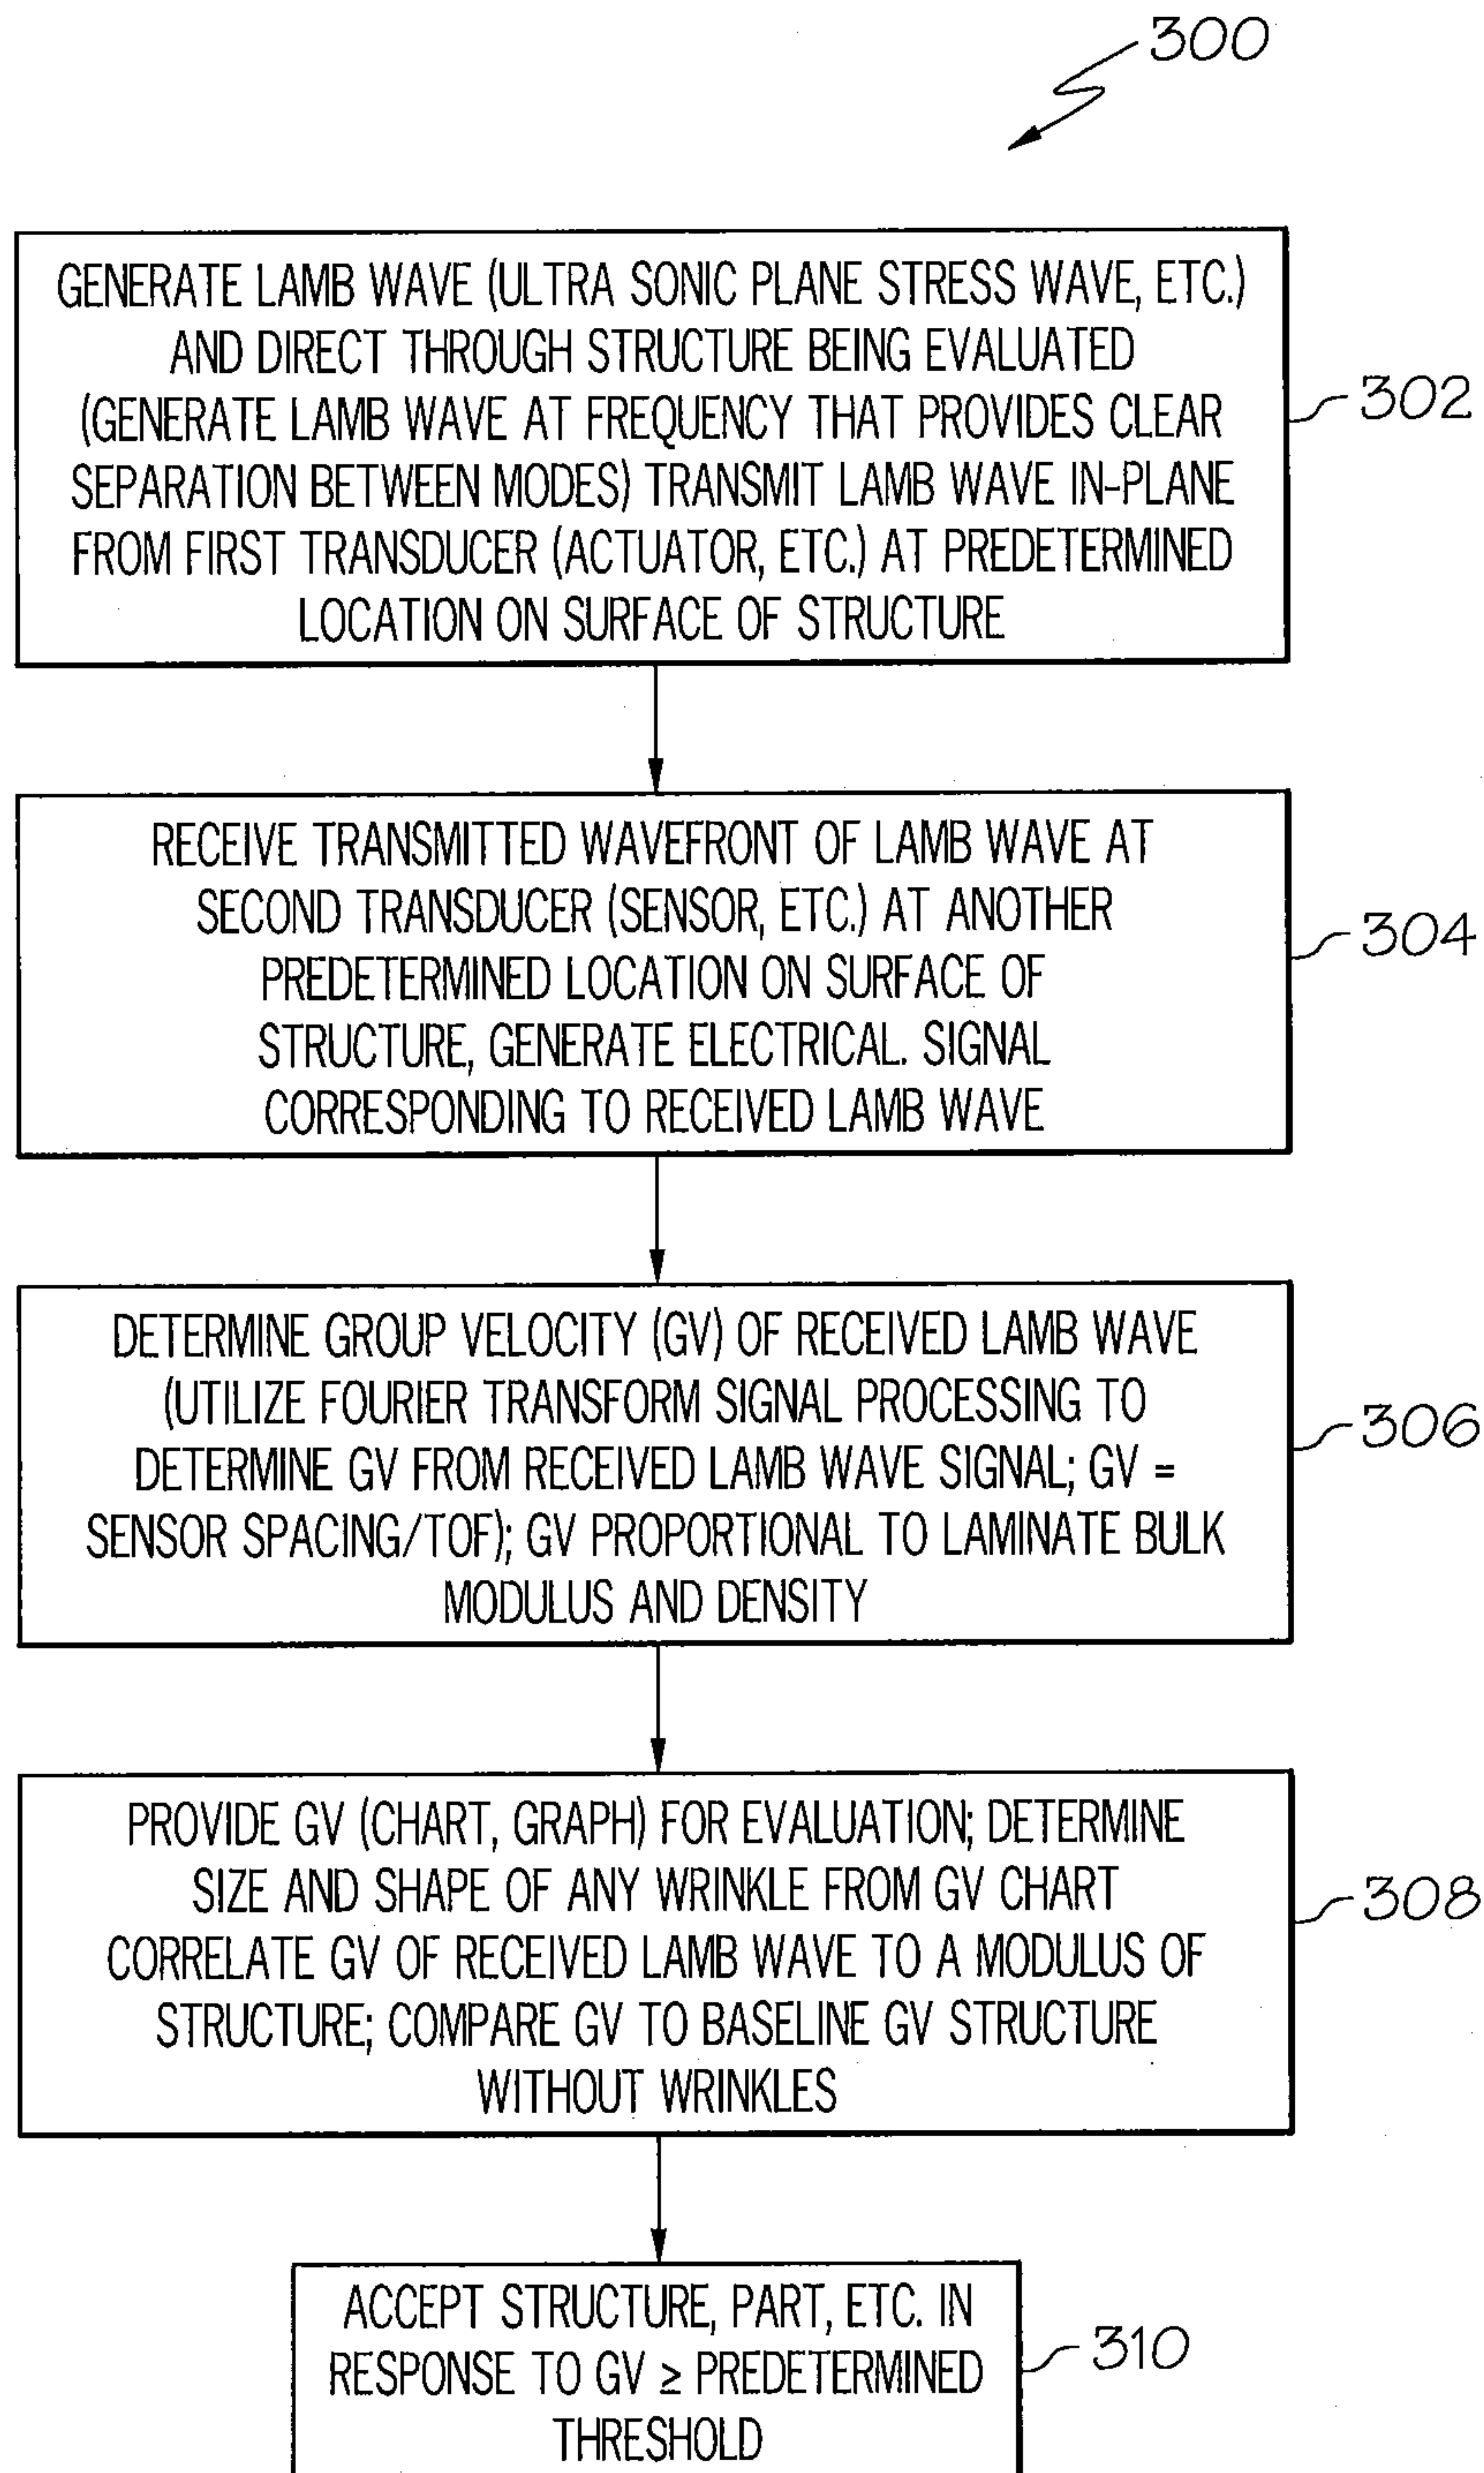 300
GENERATE LAMB WAVE (ULTRA SONIC PLANE STRESS WAVE, ETC.)
AND DIRECT THROUGH STRUCTURE BEING EVALUATED
(GENERATE LAMB WAVE AT FREQUENCY THAT PROVIDES CLEAR
SEPARATION BETWEEN MODES) TRANSMIT LAMB WAVE IN-PLANE
FROM FIRST TRANSDUCER (ACTUATOR, ETC.) AT PREDETERMINED
LOCATION ON SURFACE OF STRUCTURE
302
RECEIVE TRANSMITTED WAVEFRONT OF LAMB WAVE AT
SECOND TRANSDUCER (SENSOR, ETC.) AT ANOTHER
PREDETERMINED LOCATION ON SURFACE OF
STRUCTURE, GENERATE ELECTRICAL. SIGNAL
CORRESPONDING TO RECEIVED LAMB WAVE
304
DETERMINE GROUP VELOCITY (GV) OF RECEIVED LAMB WAVE
(UTILIZE FOURIER TRANSFORM SIGNAL PROCESSING TO
DETERMINE GV FROM RECEIVED LAMB WAVE SIGNAL; GV =
SENSOR SPACING/TOF); GV PROPORTIONAL TO LAMINATE BULK
MODULUS AND DENSITY
306
PROVIDE GV (CHART, GRAPH) FOR EVALUATION; DETERMINE
SIZE AND SHAPE OF ANY WRINKLE FROM GV CHART
CORRELATE GV OF RECEIVED LAMB WAVE TO A MODULUS OF
STRUCTURE; COMPARE GV TO BASELINE GV STRUCTURE
WITHOUT WRINKLES
308
ACCEPT STRUCTURE, PART, ETC. IN
RESPONSE TO GV ≥ PREDETERMINED
THRESHOLD
310